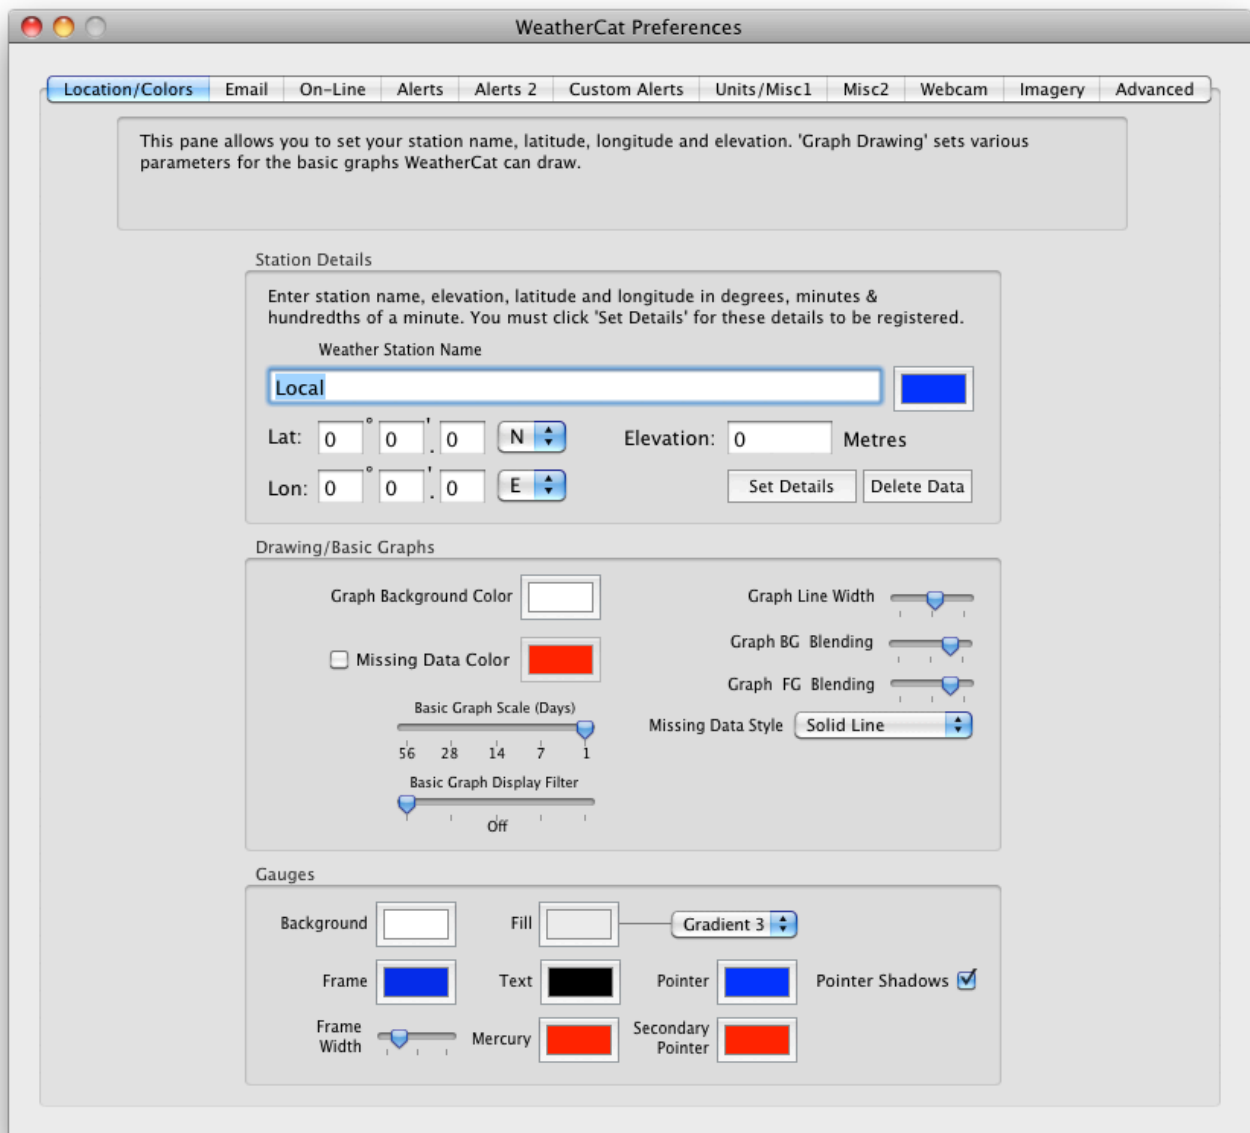 WeatherCat Preferences
Location/Colors Email On-Line Alerts Alerts 2 Custom Alerts Units/Misc1 Misc2 Webcam Imagery Advanced
This pane allows you to set your station name, latitude, longitude and elevation. 'Graph Drawing' sets various
parameters for the basic graphs WeatherCat can draw.
Station Details
Enter station name, elevation, latitude and longitude in degrees, minutes &
hundredths of a minute. You must click 'Set Details' for these details to be registered.
Weather Station Name
Local
Lat: 0 ° 0 ' . 0 N Elevation: 0 Metres
Lon: 0 ° 0 ' . 0 E Set Details Delete Data
Drawing/Basic Graphs
Graph Background Color Graph Line Width
Graph BG Blending
Missing Data Color
Graph FG Blending
Basic Graph Scale (Days)
Missing Data Style Solid Line
56 28 14 7 1
Basic Graph Display Filter
Off
Gauges
Background Fill Gradient 3
Frame Text Pointer Pointer Shadows
Frame
Width
Mercury
Secondary
Pointer